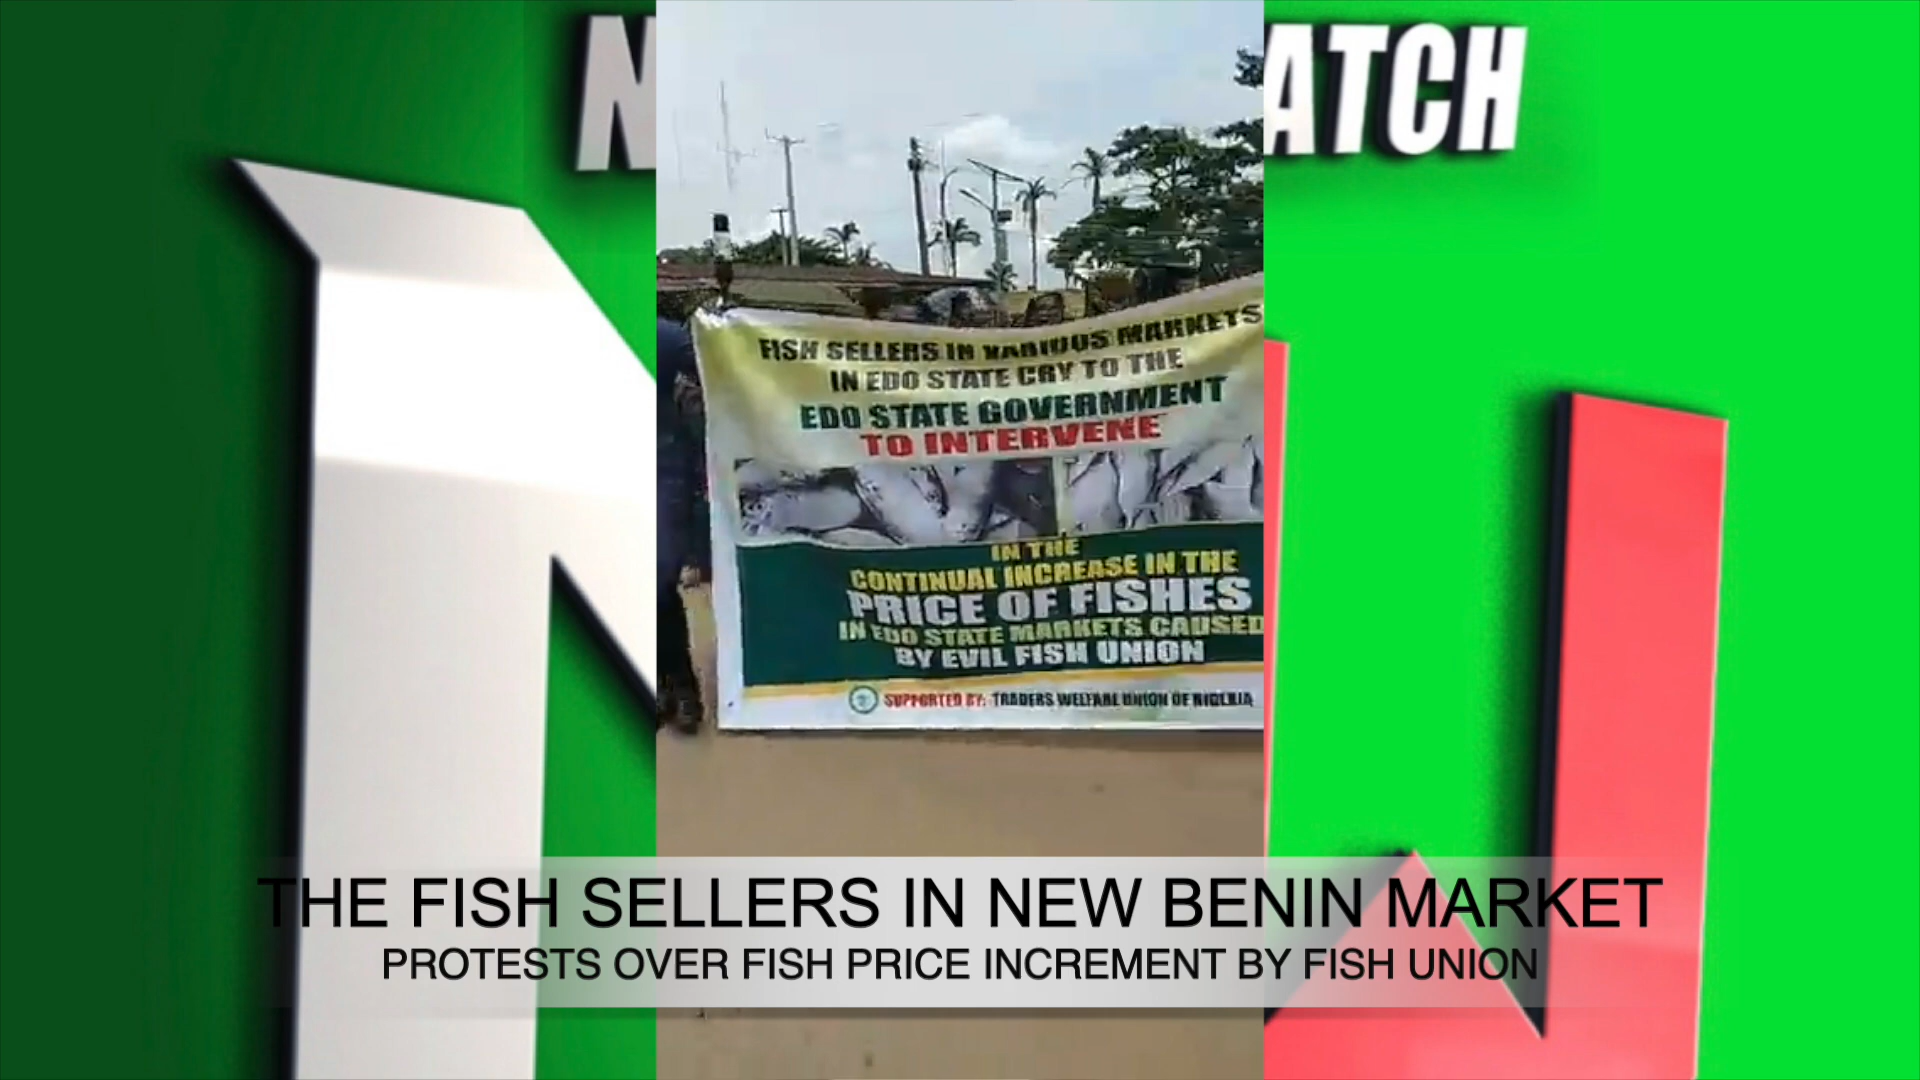 N
ATCH
FISH SELLERS IN VARIOUS MARKETS
IN EDO STATE CRY TO THE
EDO STATE GOVERNMENT
TO INTERVENE
IN THE
CONTINUAL INCREASE IN THE
PRICE OF FISHES
IN EDO STATE MARKETS CAUSED
BY EVIL FISH UNION
SUPPORTED BY: TRADERS WELFARE UNION OF NIGERIA
THE FISH SELLERS IN NEW BENIN MARKET
PROTESTS OVER FISH PRICE INCREMENT BY FISH UNION